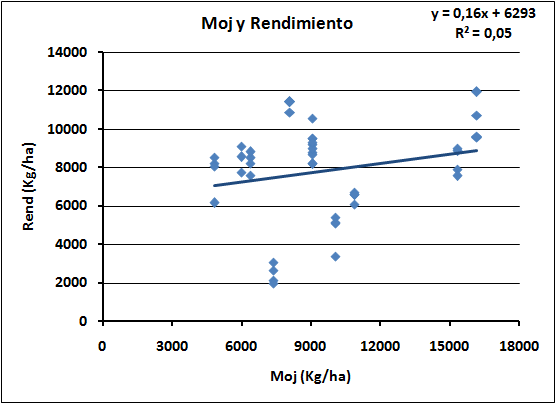 Moj y Rendimiento
y = 0,16x + 6293
R² = 0,05
14000
12000
10000
8000
6000
4000
2000
0
Rend (Kg/ha)
0 3000 6000 9000 12000 15000 18000
Moj (Kg/ha)